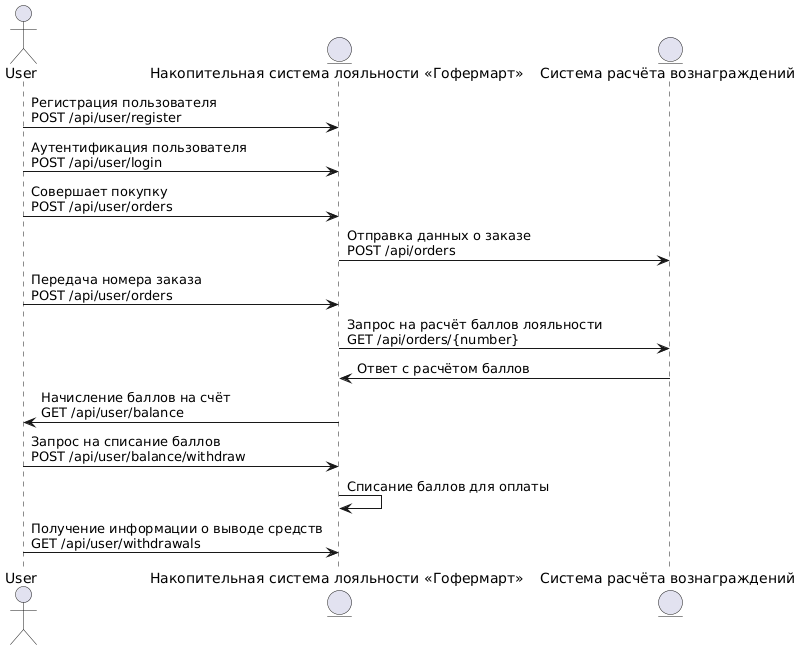 User
Накопительная система лояльности «Гофермарт»
Система расчёта вознаграждений
Регистрация пользователя
POST /api/user/register
Аутентификация пользователя
POST /api/user/login
Совершает покупку
POST /api/user/orders
Отправка данных о заказе
POST /api/orders
Передача номера заказа
POST /api/user/orders
Запрос на расчёт баллов лояльности
GET /api/orders/{number}
Ответ с расчётом баллов
Начисление баллов на счёт
GET /api/user/balance
Запрос на списание баллов
POST /api/user/balance/withdraw
Списание баллов для оплаты
Получение информации о выводе средств
GET /api/user/withdrawals
User
Накопительная система лояльности «Гофермарт»
Система расчёта вознаграждений